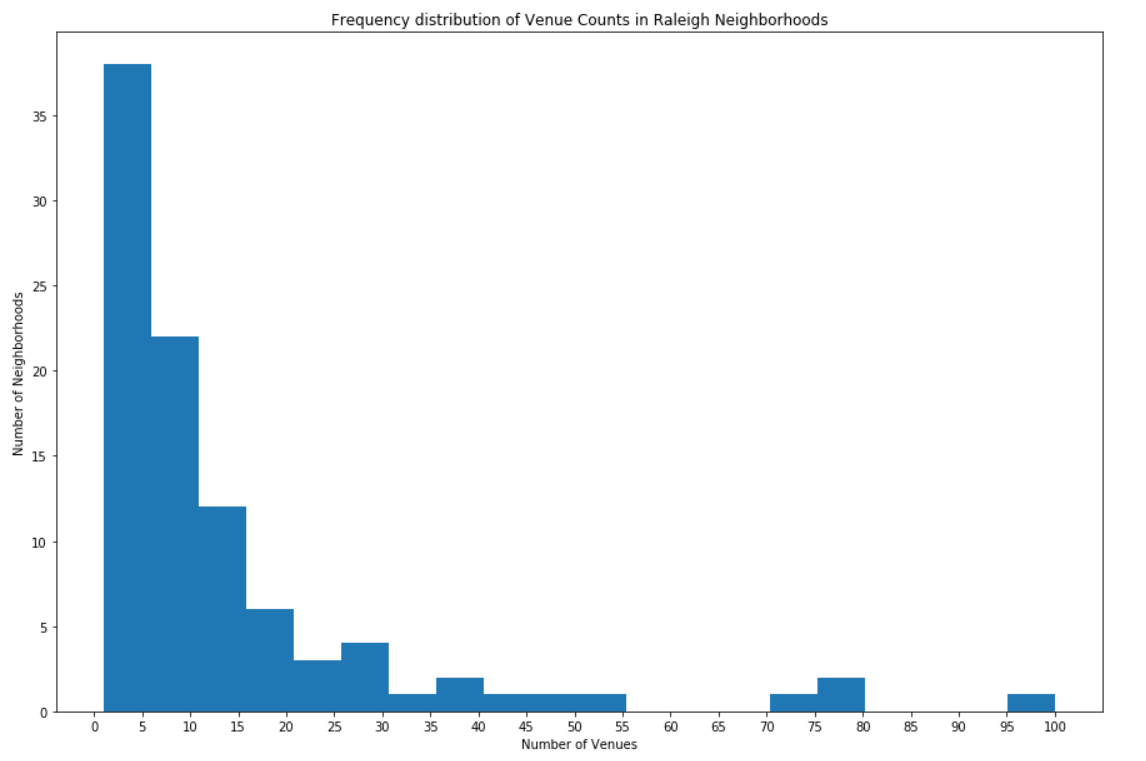 Frequency distribution of Venue Counts in Raleigh Neighborhoods
Number of Neighborhoods
35
30
25
20
15
10
5
0
0 5 10 15 20 25 30 35 40 45 50 55 60 65 70 75 80 85 90 95 100
Number of Venues